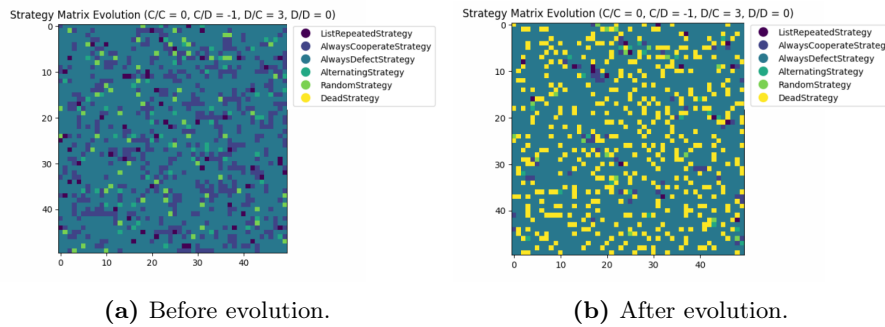 Strategy Matrix Evolution (C/C = 0, C/D = -1, D/C = 3, D/D = 0)
0
10
20
30
40
0 10 20 30 40
ListRepeatedStrategy
AlwaysCooperateStrategy
AlwaysDefectStrategy
AlternatingStrategy
RandomStrategy
DeadStrategy
(a) Before evolution.
Strategy Matrix Evolution (C/C = 0, C/D = -1, D/C = 3, D/D = 0)
0
10
20
30
40
0 10 20 30 40
ListRepeatedStrategy
AlwaysCooperateStrategy
AlwaysDefectStrategy
AlternatingStrategy
RandomStrategy
DeadStrategy
(b) After evolution.